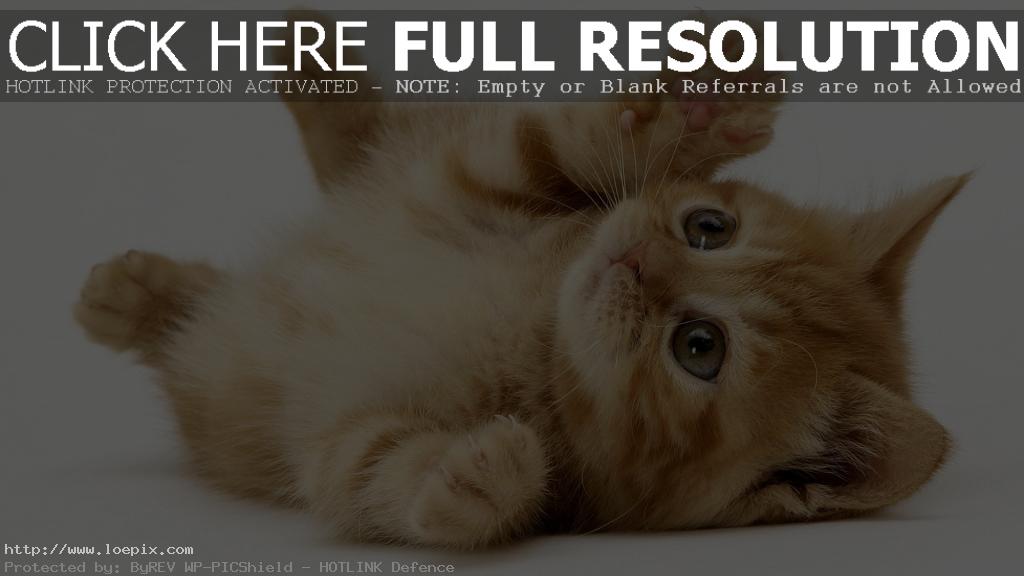 CLICK HERE FULL RESOLUTION
HOTLINK PROTECTION ACTIVATED - NOTE: Empty or Blank Referrals are not Allowed
http://www.loepix.com
Protected by: ByREV WP-PICShield - HOTLINK Defence